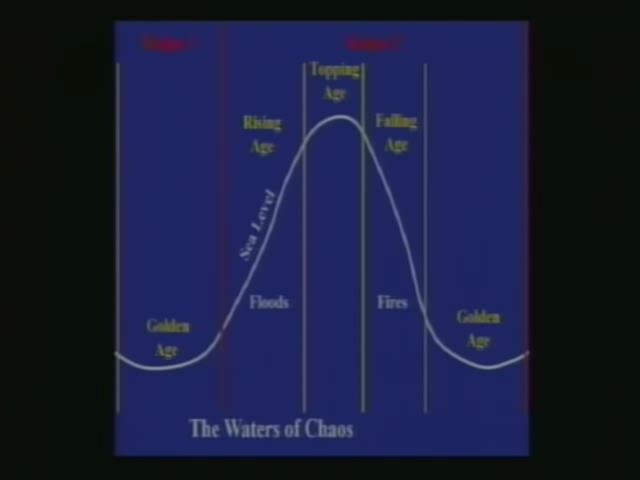 Topping
Age
Rising
Age
Falling
Age
Sea Level
Floods
Fires
Golden
Age
Golden
Age
The Waters of Chaos